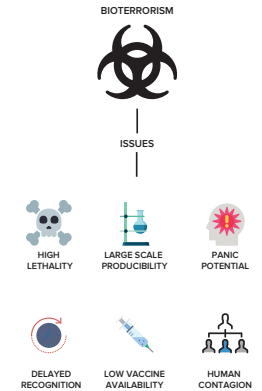 BIOTERRORISM
ISSUES
HIGH
LETHALITY
LARGE SCALE
PRODUCIBILITY
PANIC
POTENTIAL
DELAYED
RECOGNITION
LOW VACCINE
AVAILABILITY
HUMAN
CONTAGION